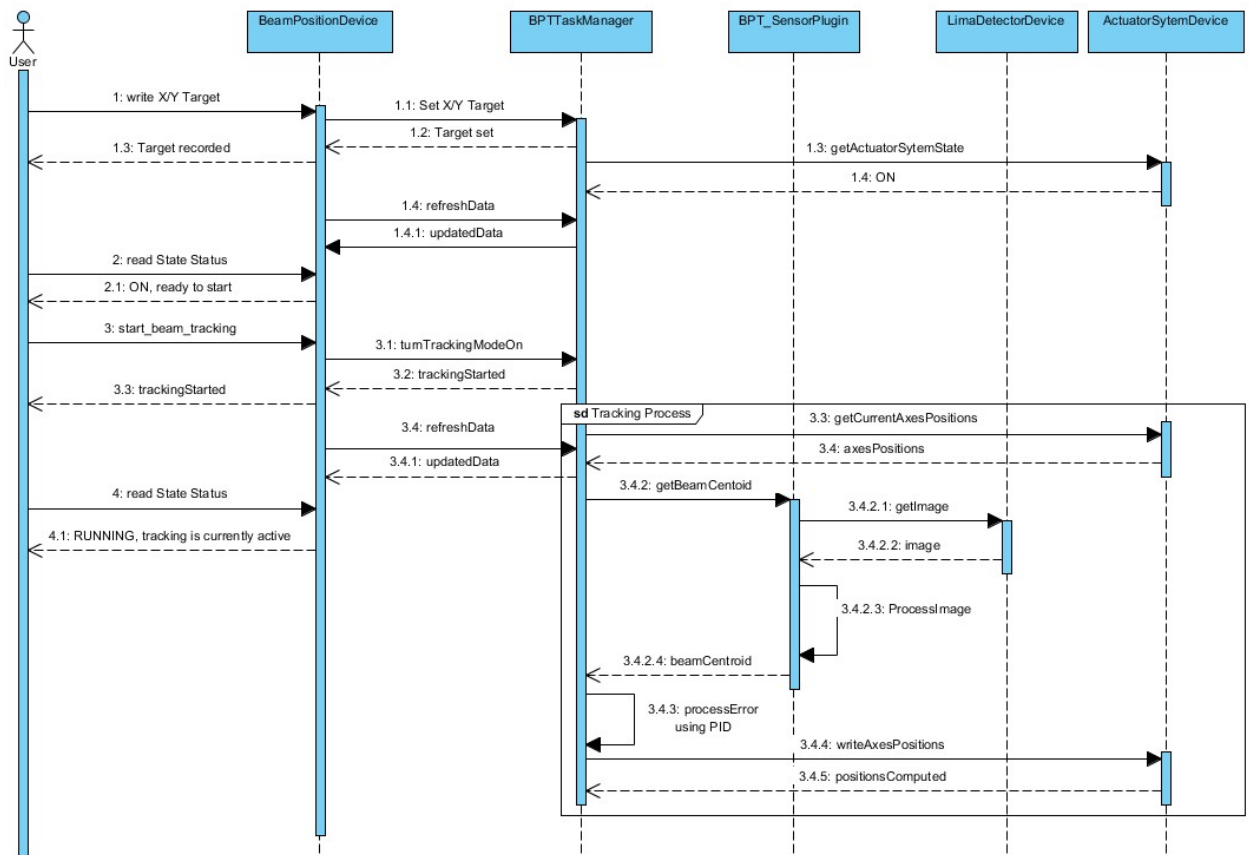 BeamPositionDevice
BPTTaskManager
BPT_SensorPlugin
LimaDetectorDevice
ActuatorSytemDevice
User
1: write X/Y Target
1.1: Set X/Y Target
1.2: Target set
1.3: Target recorded
1.3: getActuatorSytemState
1.4: ON
1.4: refreshData
1.4.1: updatedData
2: read State Status
2.1: ON, ready to start
3: start_beam_tracking
3.1: turnTrackingModeOn
3.2: trackingStarted
3.3: trackingStarted
sd Tracking Process
3.3: getCurrentAxesPositions
3.4: refreshData
3.4: axesPositions
3.4.1: updatedData
3.4.2: getBeamCentoid
4: read State Status
3.4.2.1: getImage
4.1: RUNNING, tracking is currently active
3.4.2.2: image
3.4.2.3: ProcessImage
3.4.2.4: beamCentroid
3.4.3: processError
using PID
3.4.4: writeAxesPositions
3.4.5: positionsComputed